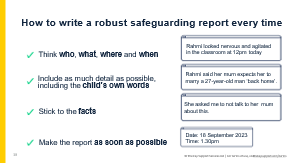 How to write a robust safeguarding report every time
Think who, what, where and when
Include as much detail as possible,
including the child's own words
Stick to the facts
Make the report as soon as possible
Rahmi looked nervous and agitated
in the classroom at 12pm today
Rahmi said her mum expects her to
marry a 27-year-old man 'back home'.
She asked me to not talk to her mum
about this.
Date: 18 September 2023
Time: 1.30pm